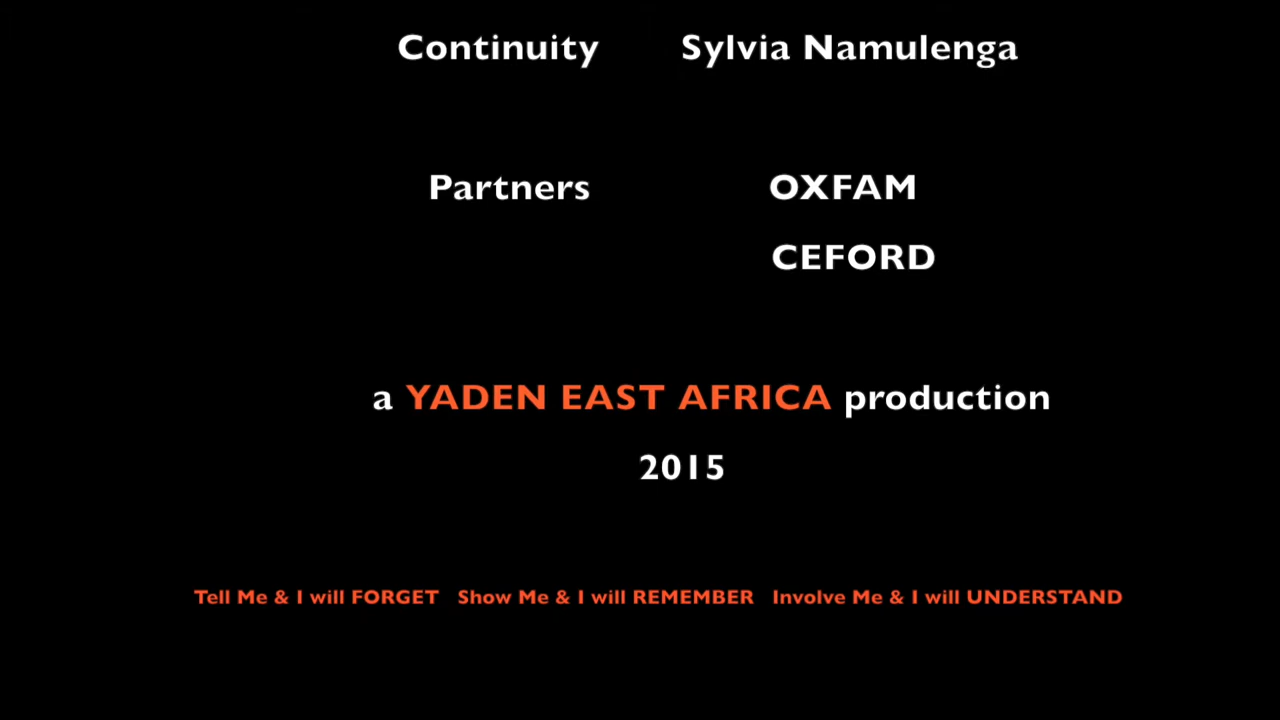 Continuity Sylvia Namulenga
Partners OXFAM
CEFORD
a YADEN EAST AFRICA production
2015
Tell Me & I will FORGET Show Me & I will REMEMBER Involve Me & I will UNDERSTAND